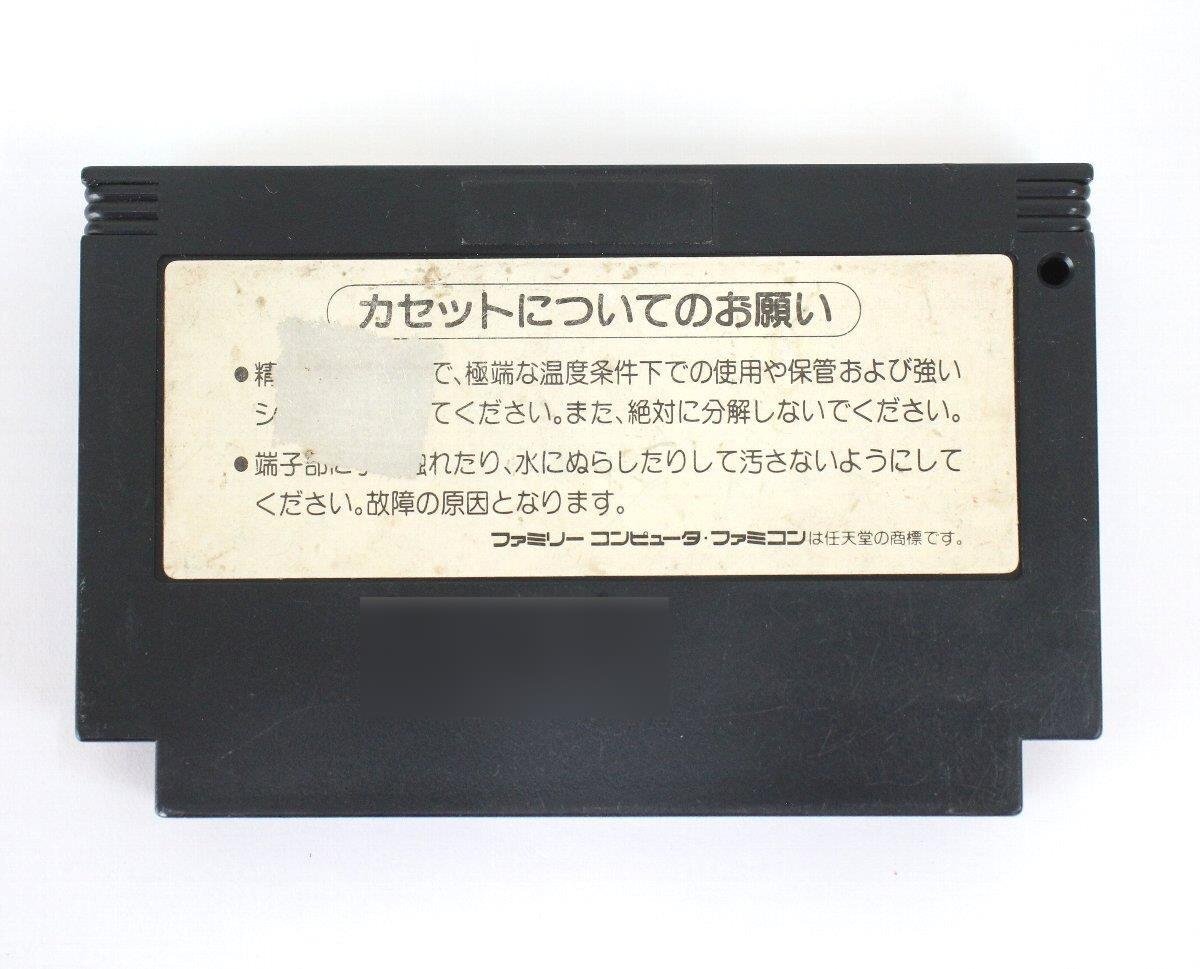 カセットについてのお願い
●精 で、極端な温度条件下での使用や保管および強い
シ てください。また、絶対に分解しないでください。
●端子部に れたり、水にぬらしたりして汚さないようにして
ください。故障の原因となります。
ファミリー コンピュータ・ファミコンは任天堂の商標です。